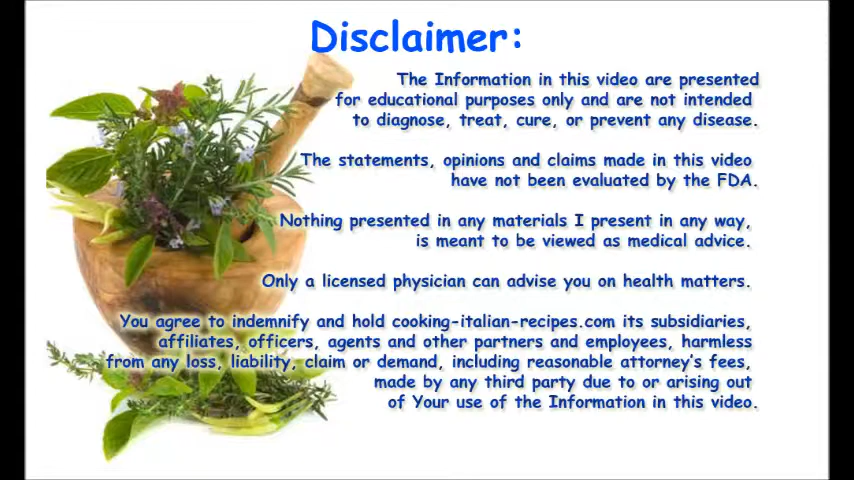 Disclaimer:
The Information in this video are presented
for educational purposes only and are not intended
to diagnose, treat, cure, or prevent any disease.
The statements, opinions and claims made in this video
have not been evaluated by the FDA.
Nothing presented in any materials I present in any way,
is meant to be viewed as medical advice.
Only a licensed physician can advise you on health matters.
You agree to indemnify and hold cooking-italian-recipes.com its subsidiaries,
affiliates, officers, agents and other partners and employees, harmless
from any loss, liability, claim or demand, including reasonable attorney's fees,
made by any third party due to or arising out
of Your use of the Information in this video.